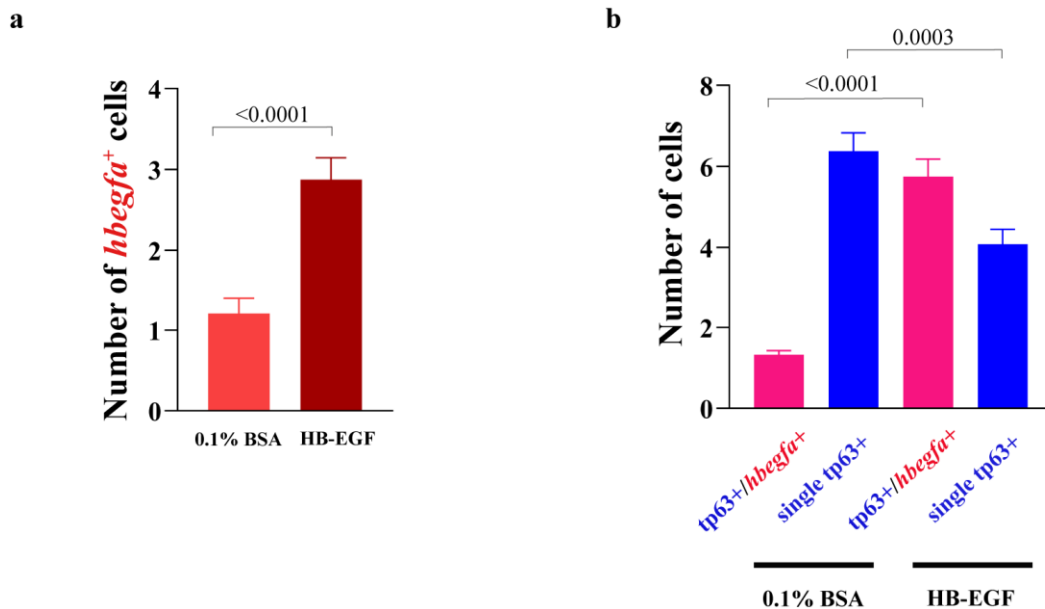 a
Number of hbegfa+ cells
4
3
2
1
0
<0.0001
0.1% BSA
HB-EGF
b
Number of cells
8
6
4
2
0
0.0003
<0.0001
tp63+/hbegfa+
single tp63+
tp63+/hbegfa+
single tp63+
0.1% BSA
HB-EGF